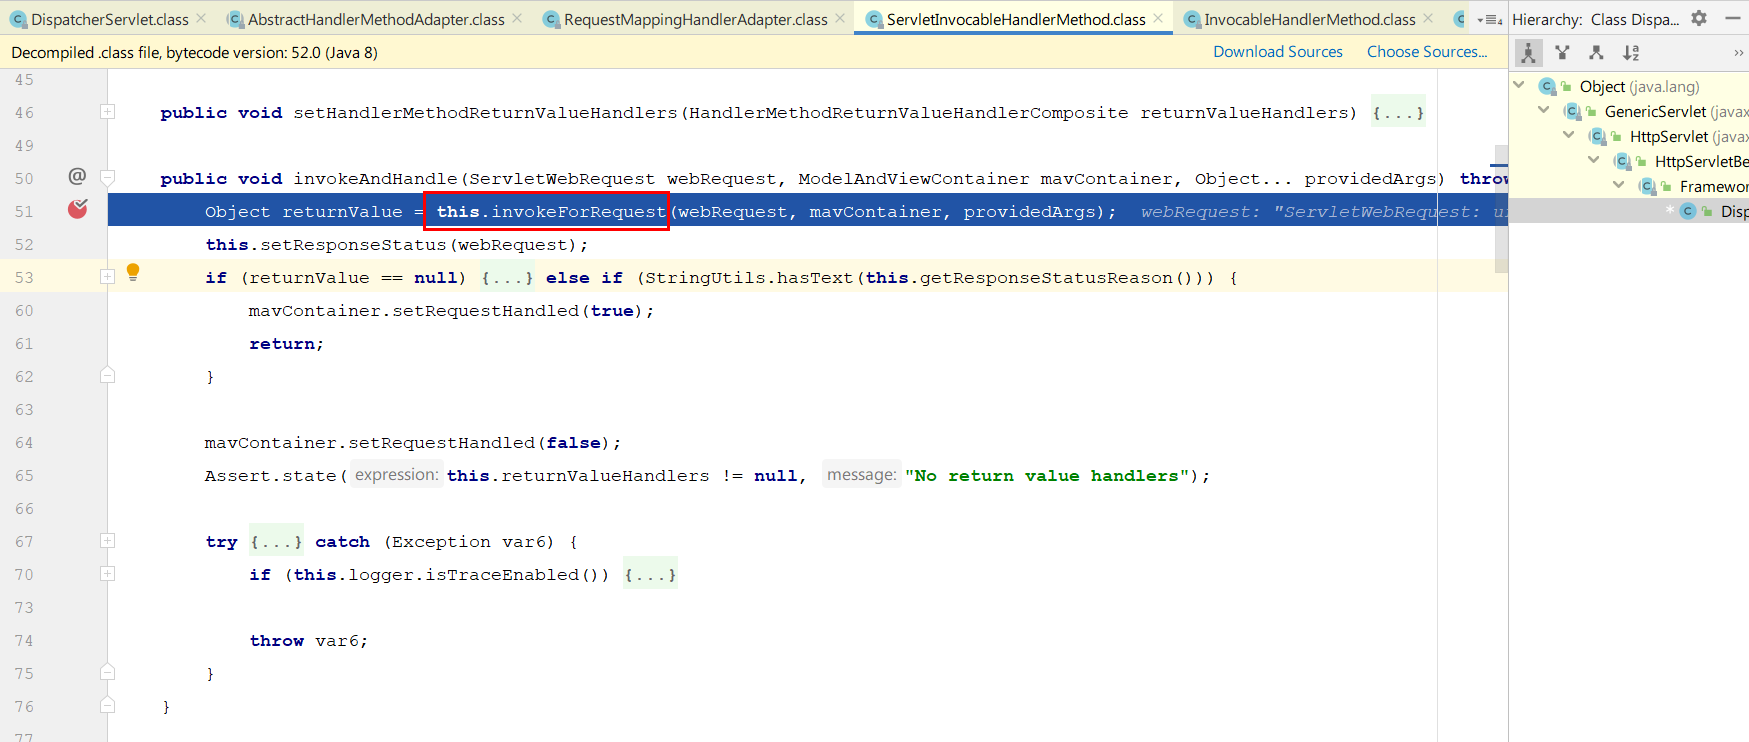 DispatcherServlet.class AbstractHandlerMethodAdapter.class RequestMappingHandlerAdapter.class ServletInvocableHandlerMethod.class InvocableHandlerMethod.class
Hierarchy: Class Dispa...
Decompiled .class file, bytecode version: 52.0 (Java 8) Download Sources Choose Sources...
45
46 public void setHandlerMethodReturnValueHandlers(HandlerMethodReturnValueHandlerComposite returnValueHandlers) {...}
49
50 @ public void invokeAndHandle(ServletWebRequest webRequest, ModelAndViewContainer mavContainer, Object... providedArgs) throw
51 Object returnValue = this.invokeForRequest(webRequest, mavContainer, providedArgs); webRequest: "ServletWebRequest: u
52 this.setResponseStatus(webRequest);
53 if (returnValue == null) {...} else if (StringUtils.hasText(this.getResponseStatusReason())) {
60 mavContainer.setRequestHandled(true);
61 return;
62 }
63
64 mavContainer.setRequestHandled(false);
65 Assert.state( expression: this.returnValueHandlers != null, message: "No return value handlers");
66
67 try {...} catch (Exception var6) {
70 if (this.logger.isTraceEnabled()) {...}
73
74 throw var6;
75 }
76 }
77
Object (java.lang)
GenericServlet (javax
HttpServlet (javax
HttpServletBe
Framewor
* Disp